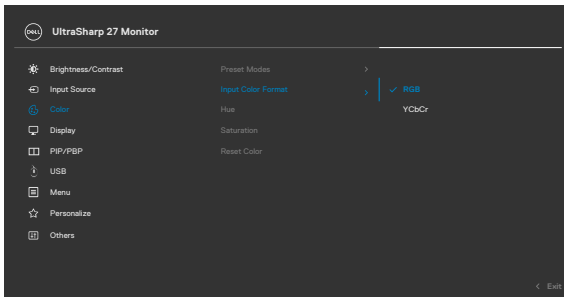 DELL UltraSharp 27 Monitor
Brightness/Contrast Preset Modes >
Input Source Input Color Format > ✓ RGB
Color Hue YCbCr
Display Saturation
PIP/PBP Reset Color
USB
Menu
Personalize
Others
< Exit